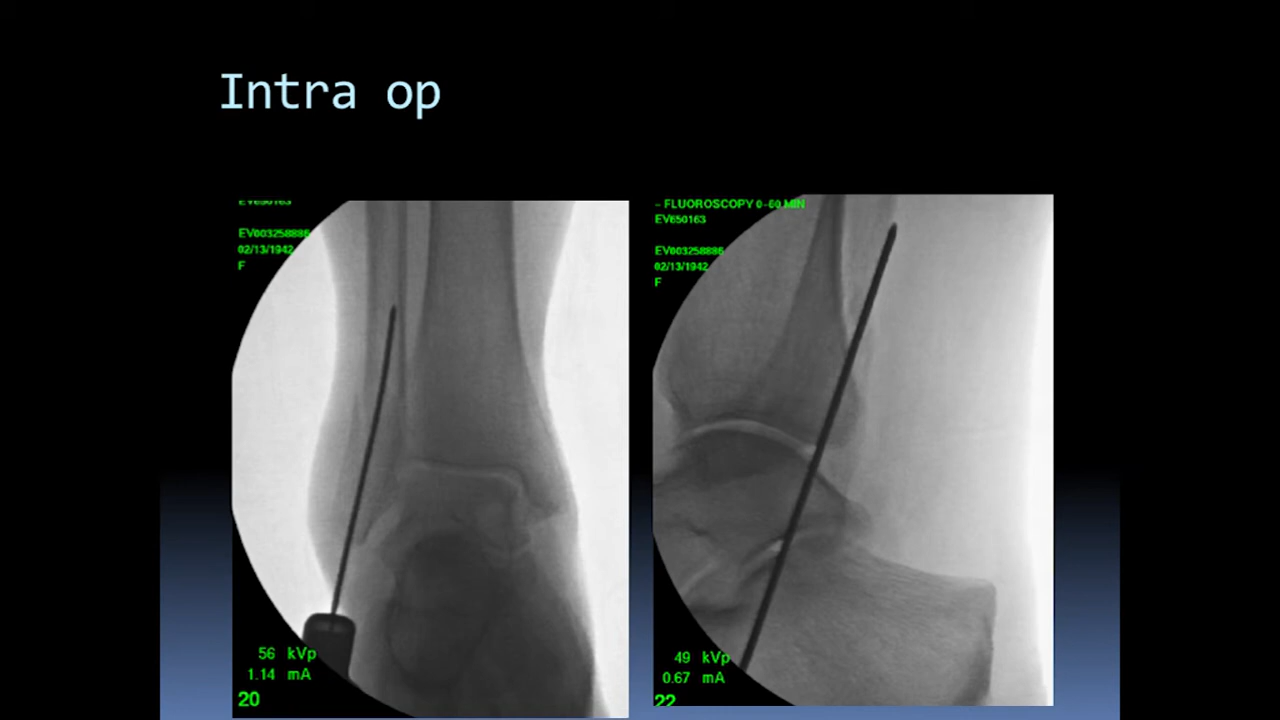 Intra op
EV650163
EV003258886
02/13/1942
F
56 kVp
1.14 mA
20
- FLUOROSCOPY 0-60 MIN
EV650163
EV003258886
02/13/1942
F
49 kVp
0.67 mA
22